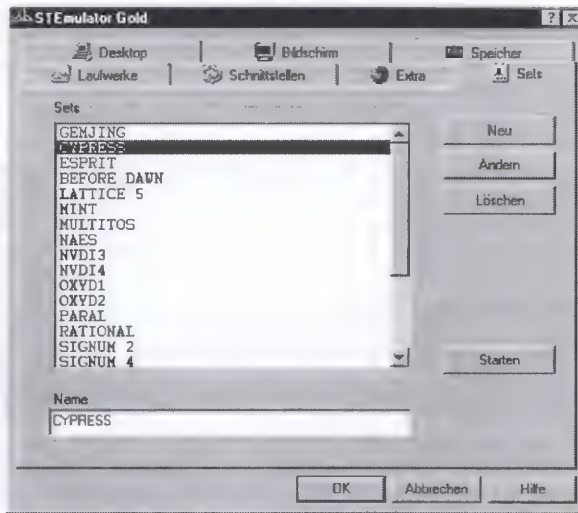 STEmulator Gold
Desktop
Bildschirm
Speicher
Laufwerke
Schnittstellen
Extra
Sets
Sets
GEMJING
CYPRESS
ESPRIT
BEFORE DAWN
LATTICE 5
MINT
MULTITOS
NAES
NVDI3
NVDI4
OXYD1
OXYD2
PARAL
RATIONAL
SIGNUM 2
SIGNUM 4
Neu
Ändern
Löschen
Starten
Name
CYPRESS
OK
Abbrechen
Hilfe